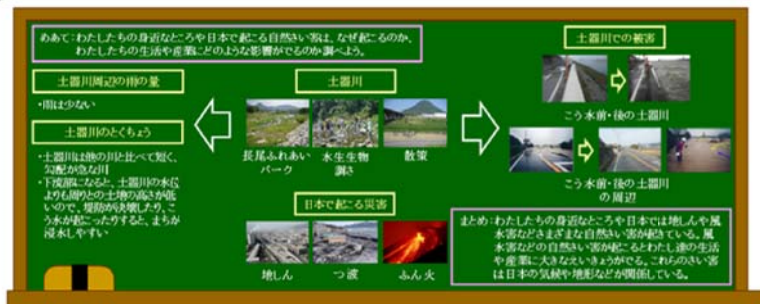 めあて：わたしたちの身近なところや日本で起こる自然さい害は、なぜ起こるのか、
わたしたちの生活や産業にどのような影響がでるのか調べよう。
土器川周辺の雨の量
・雨は少ない
土器川のとくちょう
・土器川は他の川と比べて短く、
勾配が急な川
・下流部になると、土器川の水位
よりも周りの土地の高さが低
いので、堤防が決壊したり、こ
う水が起こったりすると、まちが
浸水しやすい
土器川
長尾ふれあい
パーク
水生生物
調さ
散策
日本で起こる災害
地しん
つ波
ふん火
土器川での被害
こう水前・後の土器川
こう水前・後の土器川
の周辺
まとめ：わたしたちの身近なところや日本では地しんや風
水害などさまざまな自然さい害が起きている。風
水害などの自然さい害が起こるとわたし達の生活
や産業に大きなえいきょうがでる。これらのさい害
は日本の気候や地形などが関係している。